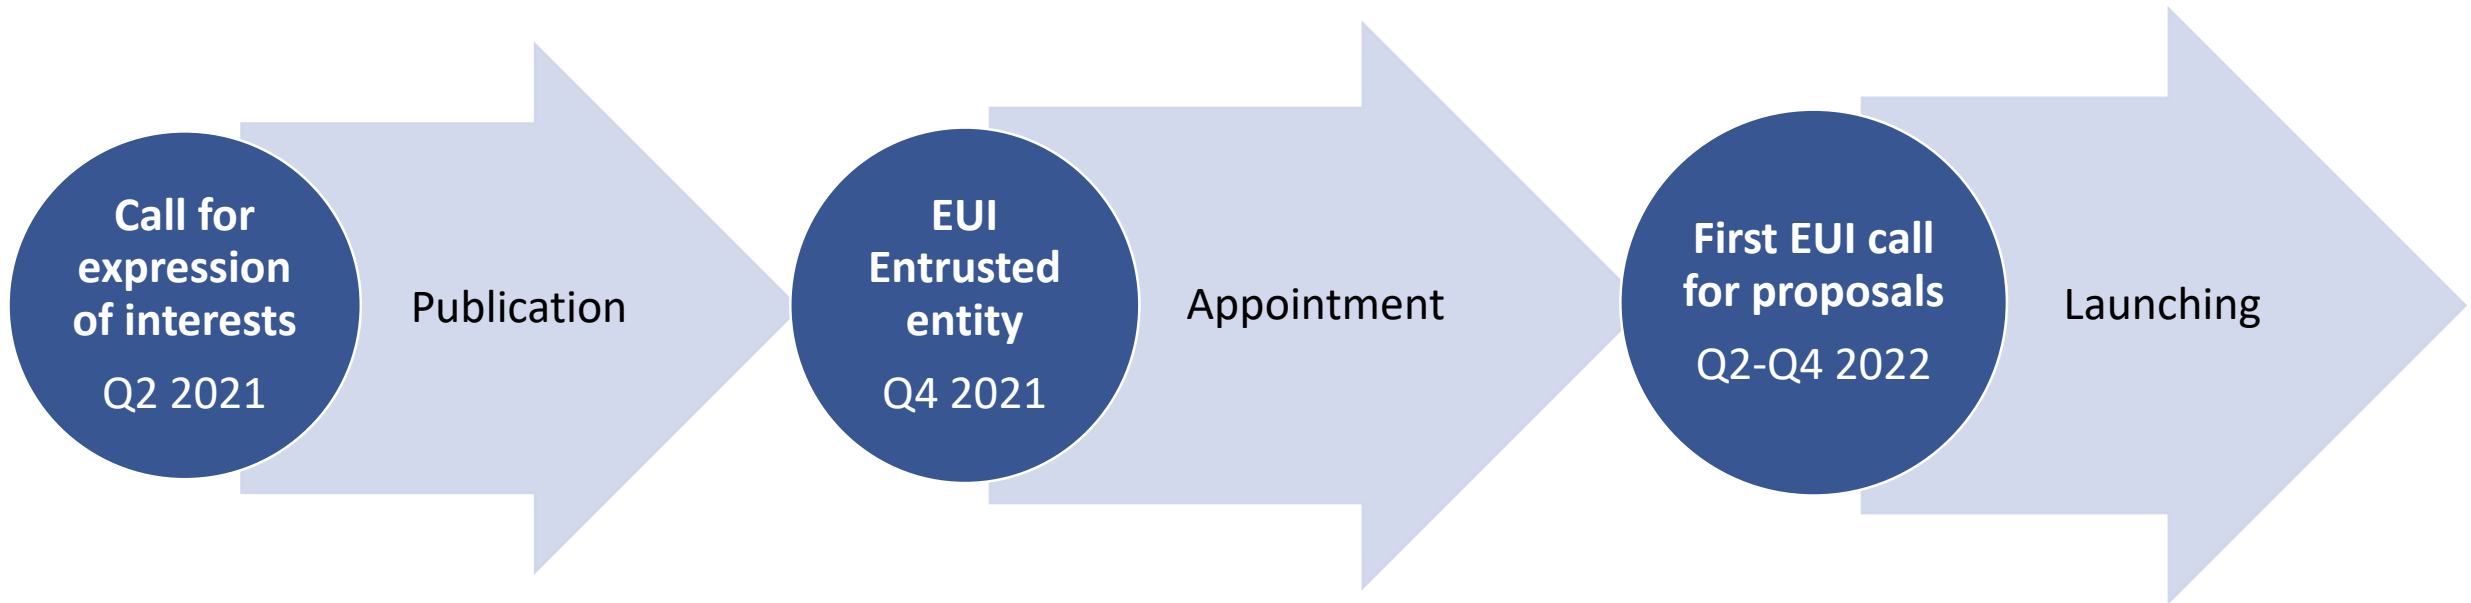 Call for
expression
of interests
Q2 2021
Publication
EUI
Entrusted
entity
Q4 2021
Appointment
First EUI call
for proposals
Q2-Q4 2022
Launching